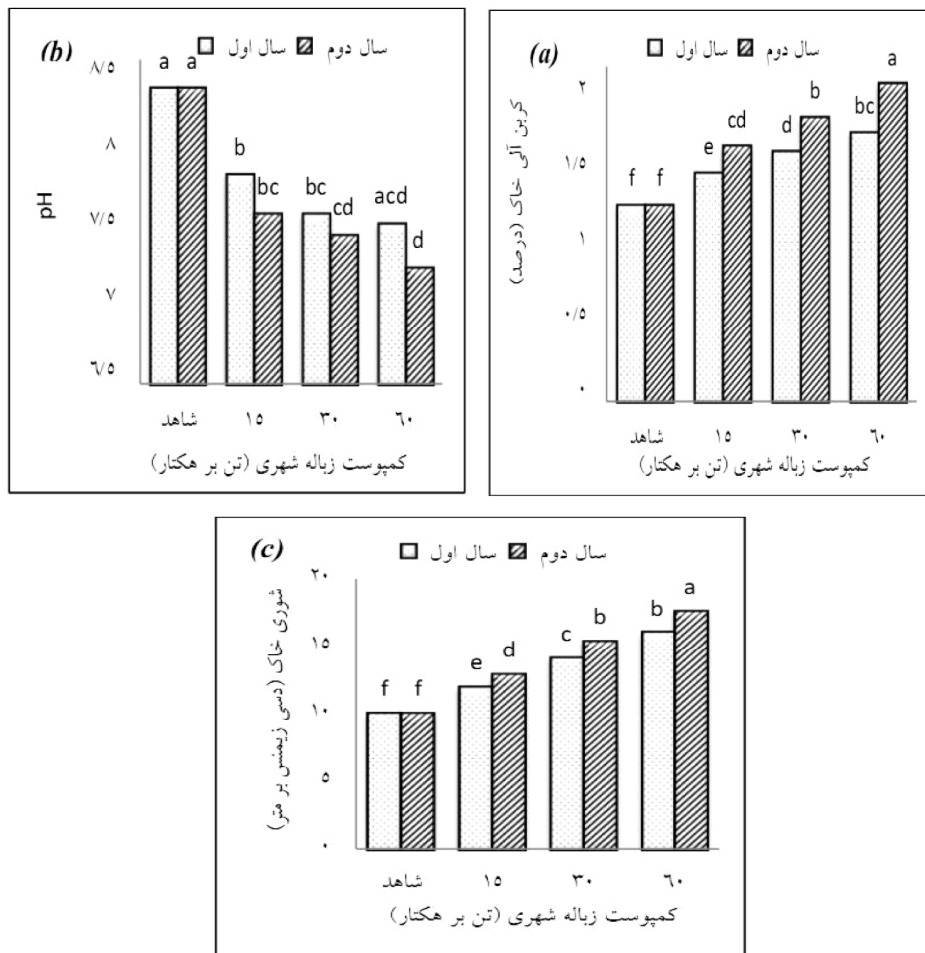 (a)
سال اول سال دوم
کربن آلی خاک (درصد)
۲
۱/۵
۱
۰/۵
۰
f f e cd d b bc a
شاهد ۱۵ ۳۰ ۶۰
کمپوست زباله شهری (تن بر هکتار)
(b)
سال اول سال دوم
pH
۸/۵
۸
۷/۵
۷
۶/۵
a a b bc bc cd acd d
شاهد ۱۵ ۳۰ ۶۰
کمپوست زباله شهری (تن بر هکتار)
(c)
سال اول سال دوم
شوری خاک (دسی زیمنس بر متر)
۲۰
۱۵
۱۰
۵
۰
f f e d c b b a
شاهد ۱۵ ۳۰ ۶۰
کمپوست زباله شهری (تن بر هکتار)